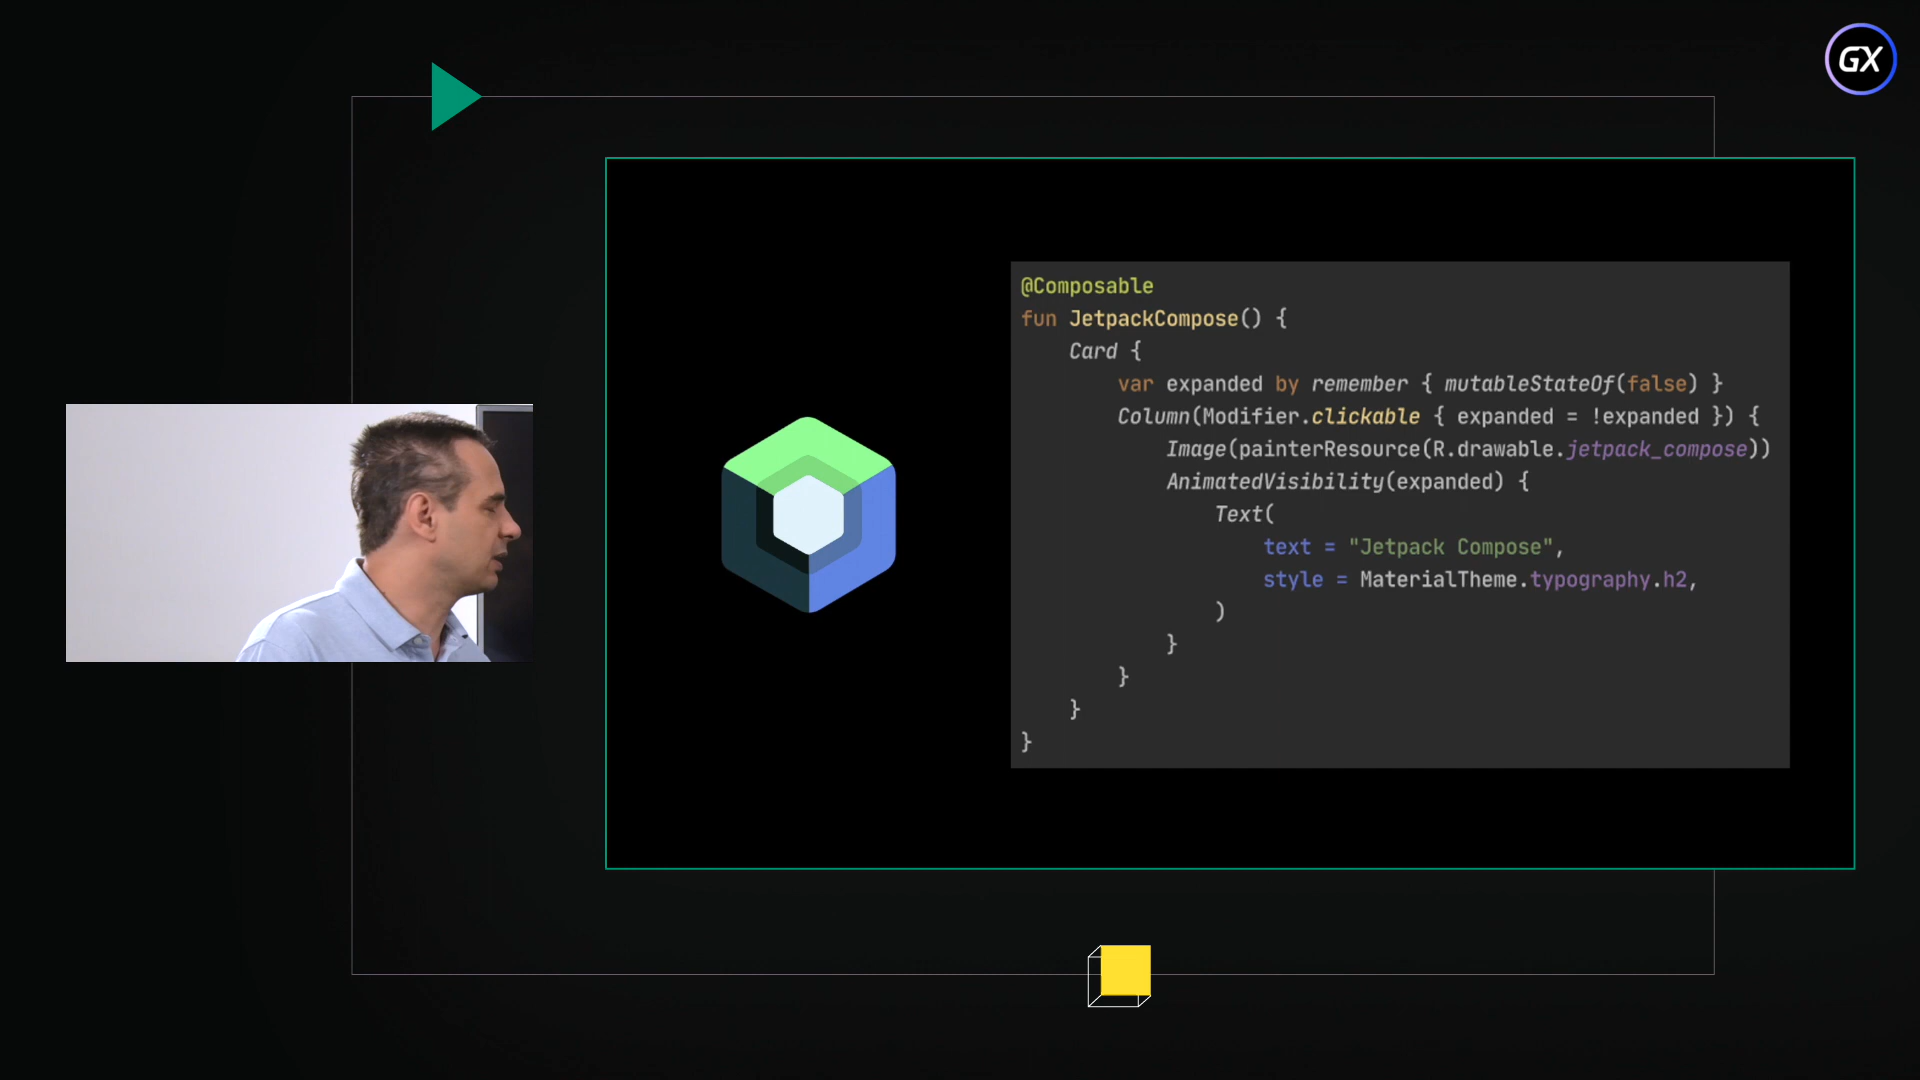 GX
@Composable
fun JetpackCompose() {
    Card {
        var expanded by remember { mutableStateOf(false) }
        Column(Modifier.clickable { expanded = !expanded }) {
            Image(painterResource(R.drawable.jetpack_compose))
            AnimatedVisibility(expanded) {
                Text(
                    text = "Jetpack Compose",
                    style = MaterialTheme.typography.h2,
                )
            }
        }
    }
}